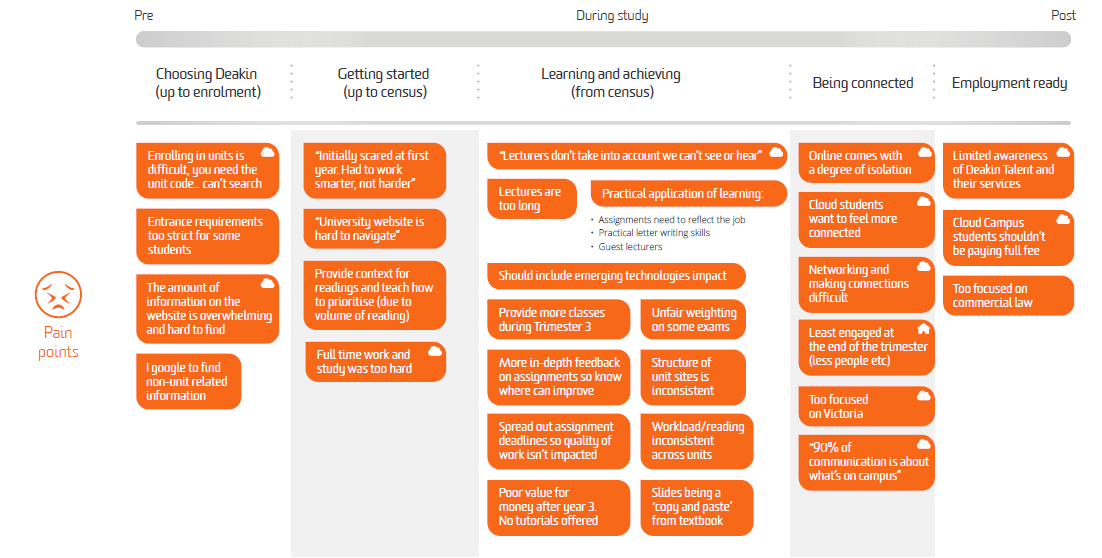 Pre
During study
Post
Choosing Deakin
(up to enrolment)
Getting started
(up to census)
Learning and achieving
(from census)
Being connected
Employment ready
Pain
points
Enrolling in units is
difficult, you need the
unit code... can't search
Entrance requirements
too strict for some
students
The amount of
information on the
website is overwhelming
and hard to find
I google to find
non-unit related
information
"Initially scared at first
year. Had to work
smarter, not harder"
"University website is
hard to navigate"
Provide context for
readings and teach how
to prioritise (due to
volume of reading)
Full time work and
study was too hard
"Lecturers don't take into account we can't see or hear"
Lectures are
too long
Practical application of learning:
• Assignments need to reflect the job
• Practical letter writing skills
• Guest lecturers
Should include emerging technologies impact
Provide more classes
during Trimester 3
Unfair weighting
on some exams
More in-depth feedback
on assignments so know
where can improve
Structure of
unit sites is
inconsistent
Spread out assignment
deadlines so quality of
work isn't impacted
Workload/reading
inconsistent
across units
Poor value for
money after year 3.
No tutorials offered
Slides being a
'copy and paste'
from textbook
Online comes with
a degree of isolation
Cloud students
want to feel more
connected
Networking and
making connections
difficult
Least engaged at
the end of the trimester
(less people etc)
Too focused
on Victoria
"90% of
communication is about
what's on campus"
Limited awareness
of Deakin Talent and
their services
Cloud Campus
students shouldn't
be paying full fee
Too focused on
commercial law